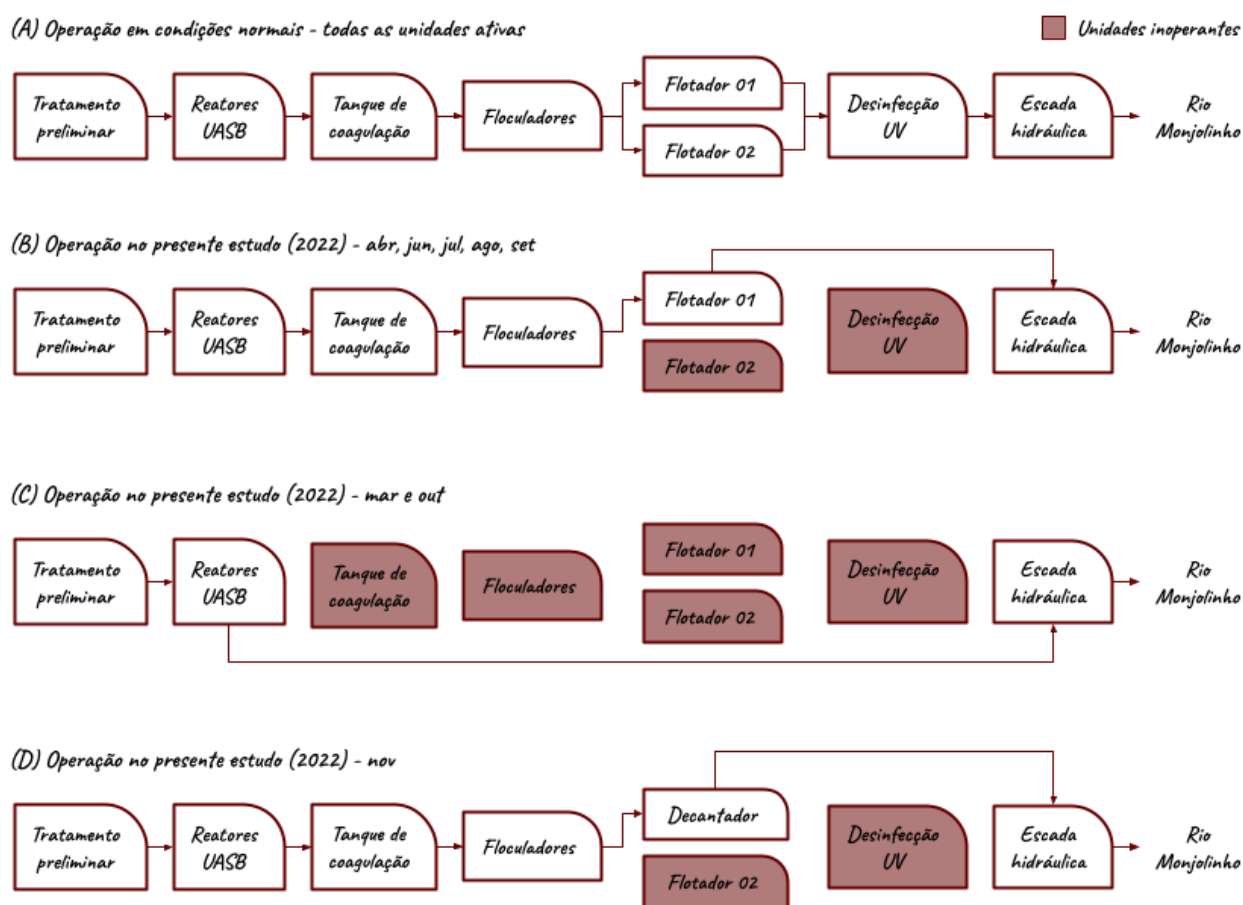 (A) Operação em condições normais - todas as unidades ativas
Unidades inoperantes
Tratamento
preliminar
Reatores
UASB
Tanque de
coagulação
Floculadores
Flotador 01
Flotador 02
Desinfecção
UV
Escada
hidráulica
Rio
Monjolinho
(B) Operação no presente estudo (2022) - abr, jun, jul, ago, set
Tratamento
preliminar
Reatores
UASB
Tanque de
coagulação
Floculadores
Flotador 01
Flotador 02
Desinfecção
UV
Escada
hidráulica
Rio
Monjolinho
(C) Operação no presente estudo (2022) - mar e out
Tratamento
preliminar
Reatores
UASB
Tanque de
coagulação
Floculadores
Flotador 01
Flotador 02
Desinfecção
UV
Escada
hidráulica
Rio
Monjolinho
(D) Operação no presente estudo (2022) - nov
Tratamento
preliminar
Reatores
UASB
Tanque de
coagulação
Floculadores
Decantador
Flotador 02
Desinfecção
UV
Escada
hidráulica
Rio
Monjolinho